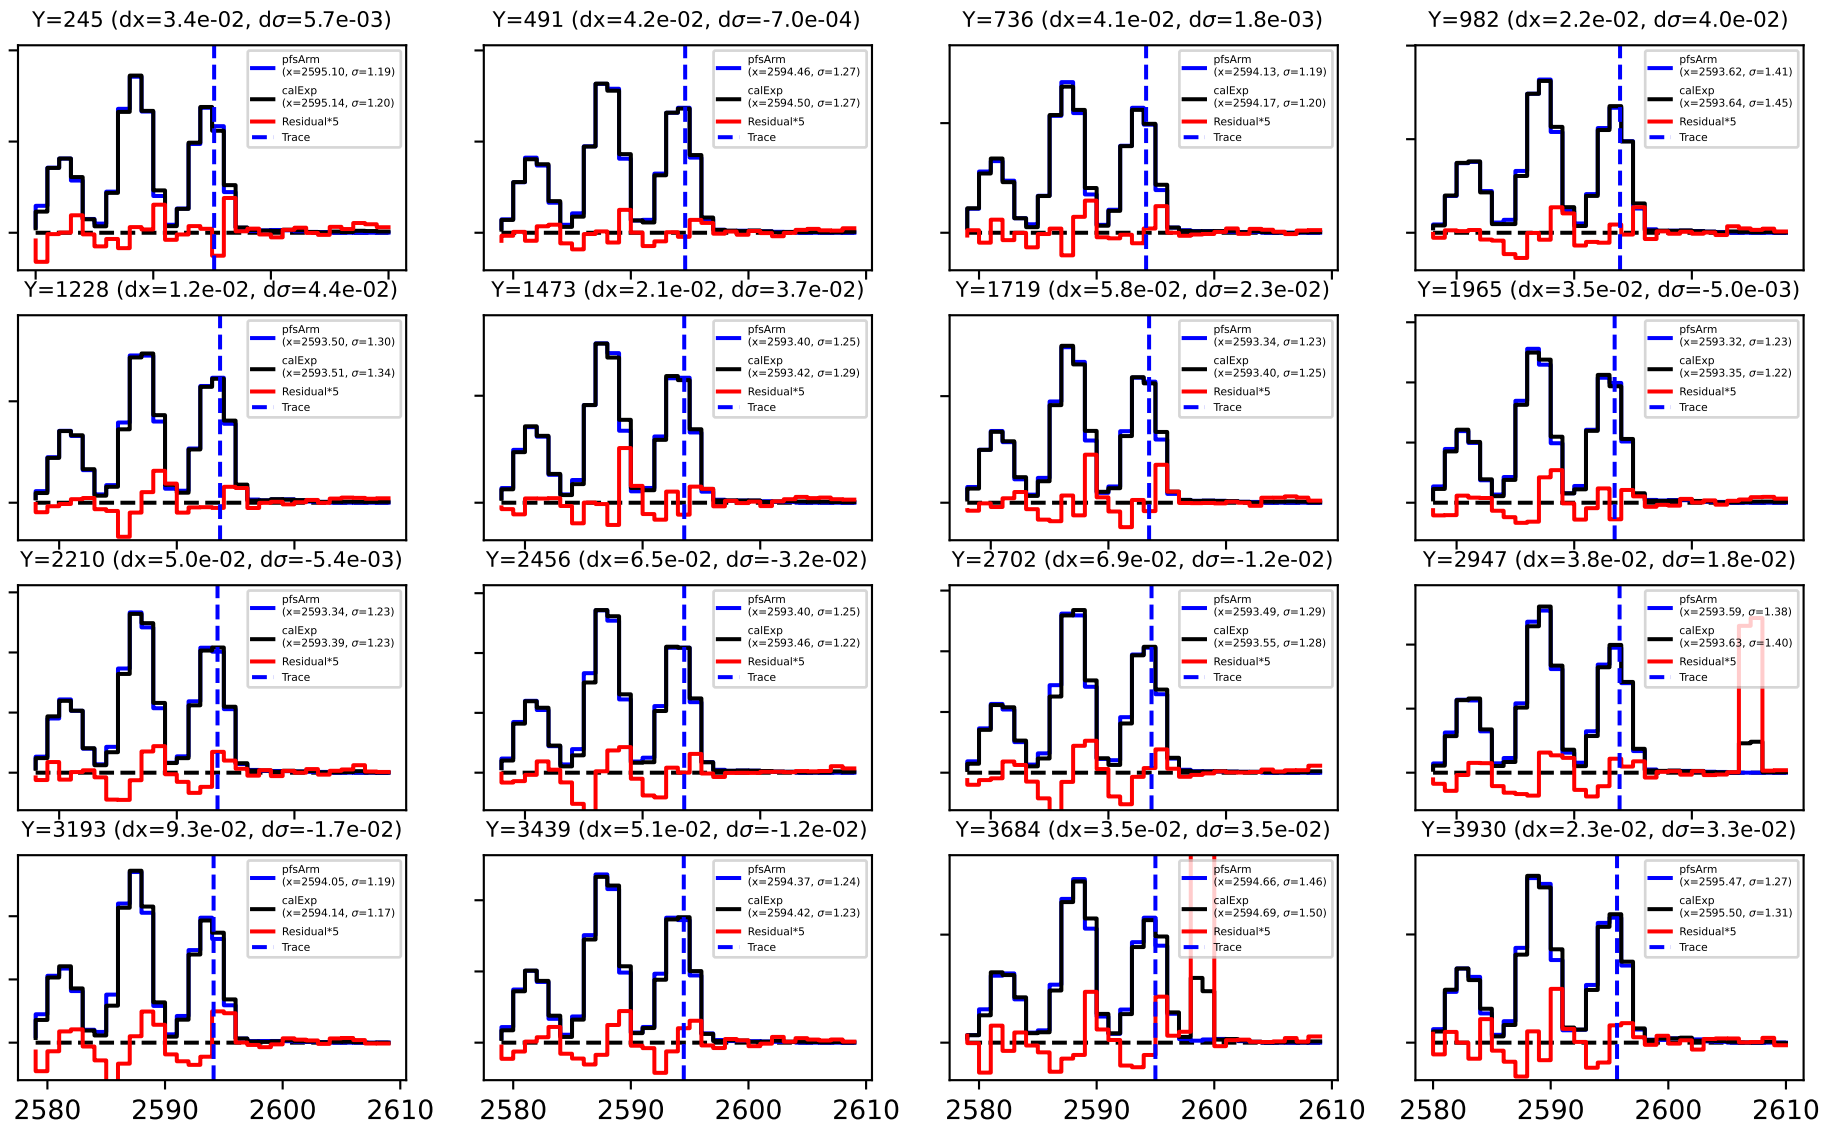 Y=245 (dx=3.4e-02, dσ=5.7e-03)
pfsArm
(x=2595.10, σ=1.19)
calExp
(x=2595.14, σ=1.20)
Residual*5
Trace
Y=491 (dx=4.2e-02, dσ=-7.0e-04)
pfsArm
(x=2594.46, σ=1.27)
calExp
(x=2594.50, σ=1.27)
Residual*5
Trace
Y=736 (dx=4.1e-02, dσ=1.8e-03)
pfsArm
(x=2594.13, σ=1.19)
calExp
(x=2594.17, σ=1.20)
Residual*5
Trace
Y=982 (dx=2.2e-02, dσ=4.0e-02)
pfsArm
(x=2593.62, σ=1.41)
calExp
(x=2593.64, σ=1.45)
Residual*5
Trace
Y=1228 (dx=1.2e-02, dσ=4.4e-02)
pfsArm
(x=2593.50, σ=1.30)
calExp
(x=2593.51, σ=1.34)
Residual*5
Trace
Y=1473 (dx=2.1e-02, dσ=3.7e-02)
pfsArm
(x=2593.40, σ=1.25)
calExp
(x=2593.42, σ=1.29)
Residual*5
Trace
Y=1719 (dx=5.8e-02, dσ=2.3e-02)
pfsArm
(x=2593.34, σ=1.23)
calExp
(x=2593.40, σ=1.25)
Residual*5
Trace
Y=1965 (dx=3.5e-02, dσ=-5.0e-03)
pfsArm
(x=2593.32, σ=1.23)
calExp
(x=2593.35, σ=1.22)
Residual*5
Trace
Y=2210 (dx=5.0e-02, dσ=-5.4e-03)
pfsArm
(x=2593.34, σ=1.23)
calExp
(x=2593.39, σ=1.23)
Residual*5
Trace
Y=2456 (dx=6.5e-02, dσ=-3.2e-02)
pfsArm
(x=2593.40, σ=1.25)
calExp
(x=2593.46, σ=1.22)
Residual*5
Trace
Y=2702 (dx=6.9e-02, dσ=-1.2e-02)
pfsArm
(x=2593.49, σ=1.29)
calExp
(x=2593.55, σ=1.28)
Residual*5
Trace
Y=2947 (dx=3.8e-02, dσ=1.8e-02)
pfsArm
(x=2593.59, σ=1.38)
calExp
(x=2593.63, σ=1.40)
Residual*5
Trace
Y=3193 (dx=9.3e-02, dσ=-1.7e-02)
pfsArm
(x=2594.05, σ=1.19)
calExp
(x=2594.14, σ=1.17)
Residual*5
Trace
Y=3439 (dx=5.1e-02, dσ=-1.2e-02)
pfsArm
(x=2594.37, σ=1.24)
calExp
(x=2594.42, σ=1.23)
Residual*5
Trace
Y=3684 (dx=3.5e-02, dσ=3.5e-02)
pfsArm
(x=2594.66, σ=1.46)
calExp
(x=2594.69, σ=1.50)
Residual*5
Trace
Y=3930 (dx=2.3e-02, dσ=3.3e-02)
pfsArm
(x=2595.47, σ=1.27)
calExp
(x=2595.50, σ=1.31)
Residual*5
Trace
2580 2590 2600 2610
2580 2590 2600 2610
2580 2590 2600 2610
2580 2590 2600 2610